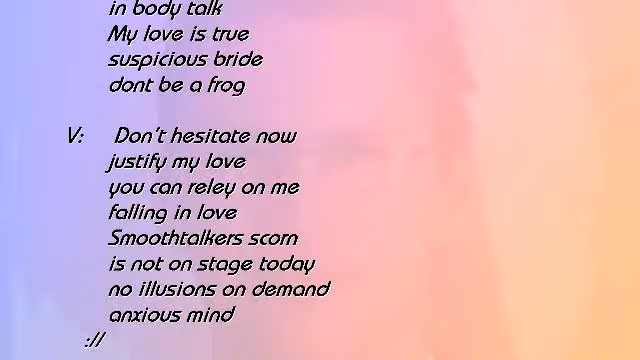 in body talk
My love is true
suspicious bride
dont be a frog
V: Don't hesitate now
justify my love
you can reley on me
falling in love
Smoothtalkers scorn
is not on stage today
no illusions on demand
anxious mind
://